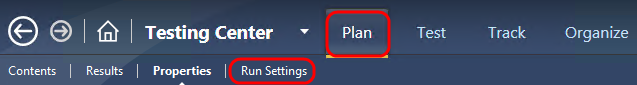 Testing Center Plan Test Track Organize
Contents Results Properties Run Settings